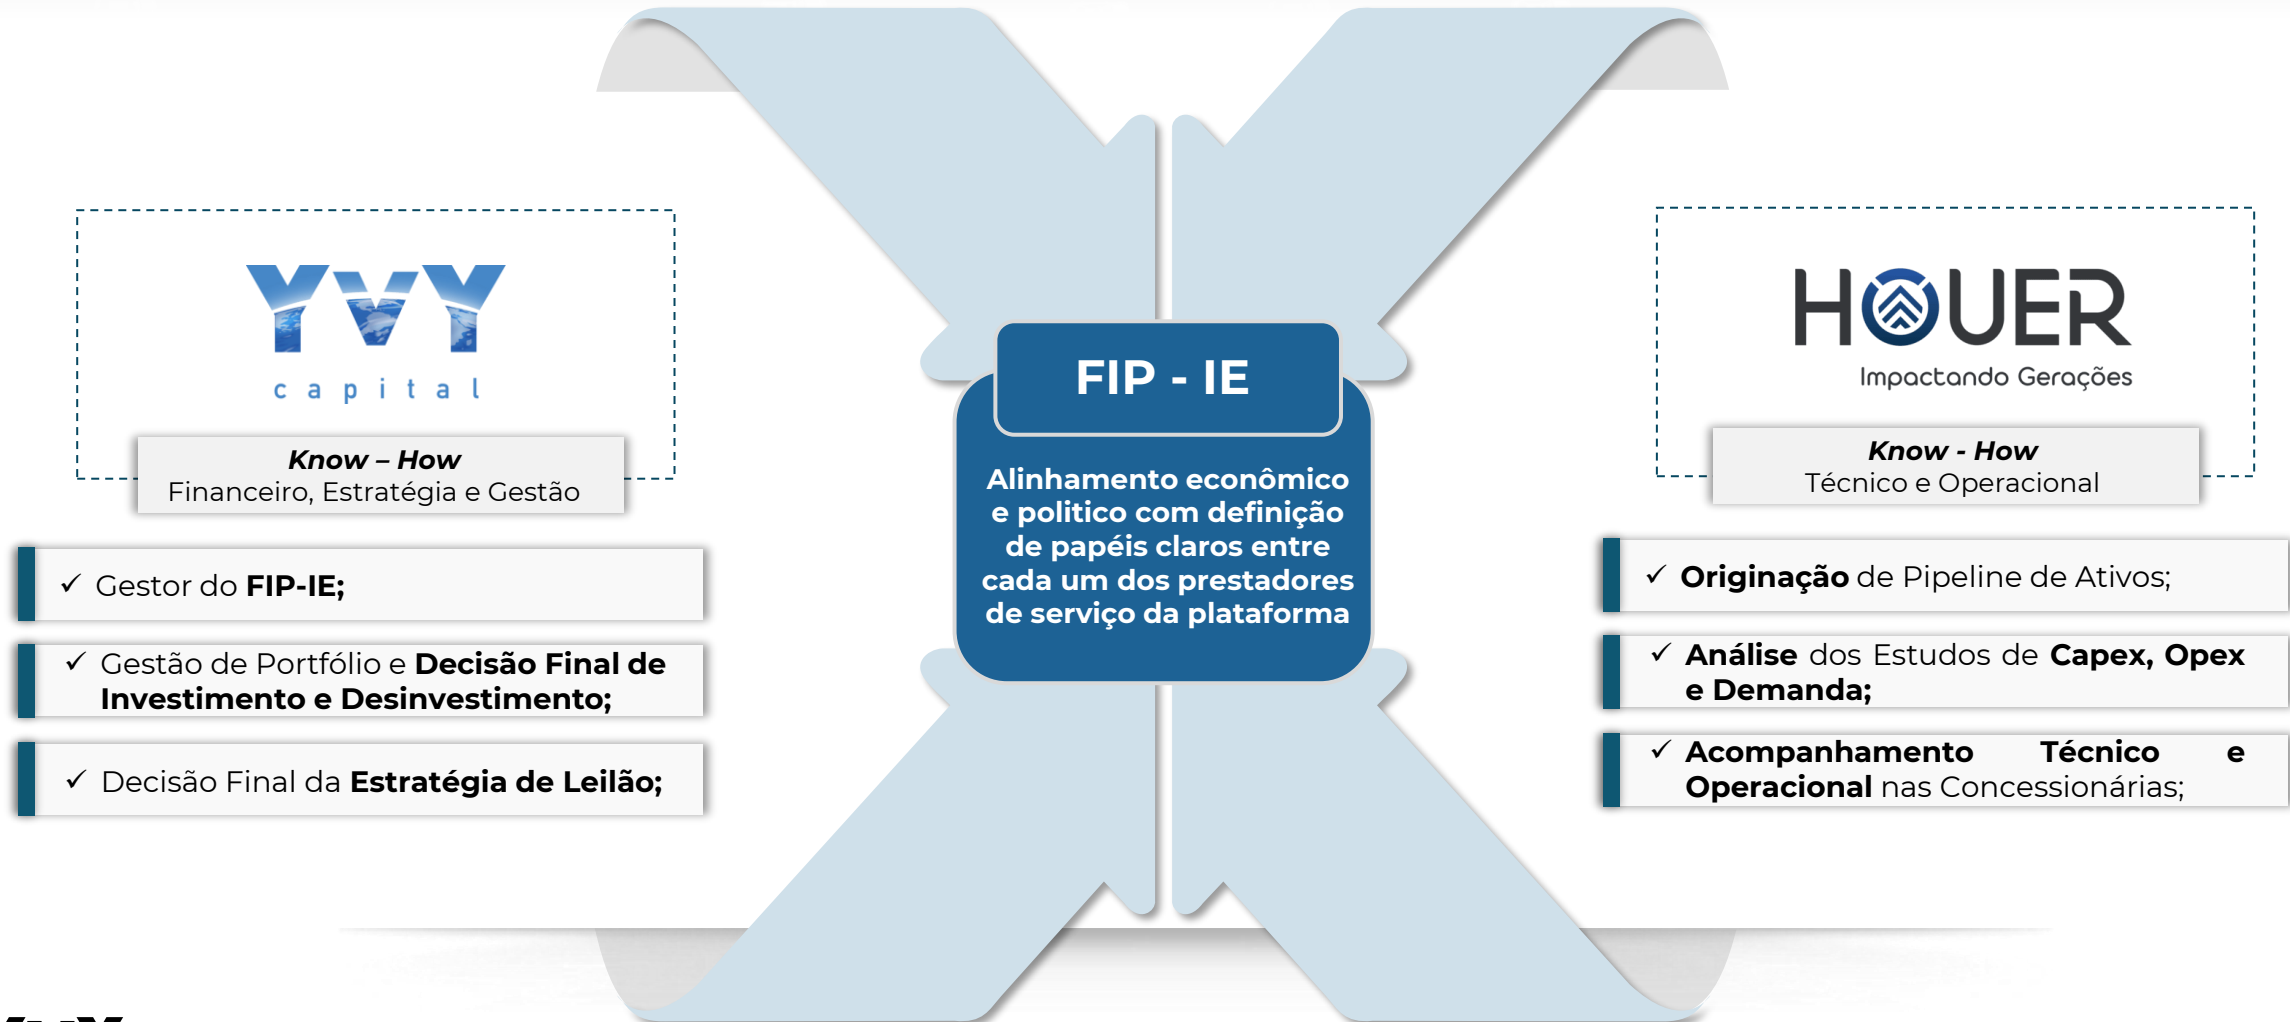 YVY
capital
Know – How
Financeiro, Estratégia e Gestão
✓ Gestor do FIP-IE;
✓ Gestão de Portfólio e Decisão Final de
Investimento e Desinvestimento;
✓ Decisão Final da Estratégia de Leilão;
FIP - IE
Alinhamento econômico
e politico com definição
de papéis claros entre
cada um dos prestadores
de serviço da plataforma
HOUER
Impactando Gerações
Know - How
Técnico e Operacional
✓ Originação de Pipeline de Ativos;
✓ Análise dos Estudos de Capex, Opex
e Demanda;
✓ Acompanhamento Técnico e
Operacional nas Concessionárias;